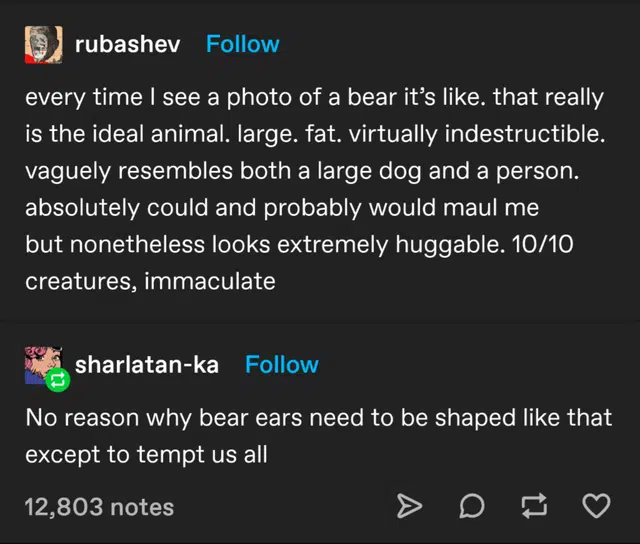 rubashev Follow
every time I see a photo of a bear it’s like. that really
is the ideal animal. large. fat. virtually indestructible.
vaguely resembles both a large dog and a person.
absolutely could and probably would maul me
but nonetheless looks extremely huggable. 10/10
creatures, immaculate
sharlatan-ka Follow
No reason why bear ears need to be shaped like that
except to tempt us all
12,803 notes